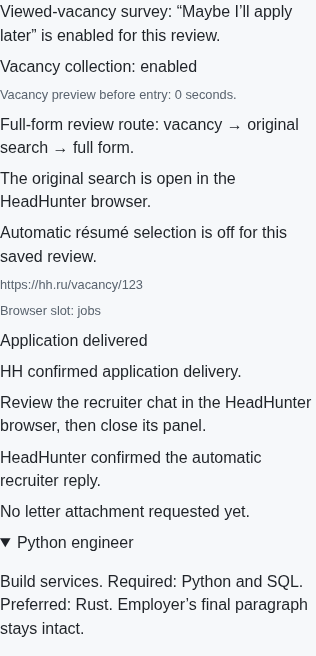 Viewed-vacancy survey: “Maybe I’ll apply
later” is enabled for this review.
Vacancy collection: enabled
Vacancy preview before entry: 0 seconds.
Full-form review route: vacancy → original
search → full form.
The original search is open in the
HeadHunter browser.
Automatic résumé selection is off for this
saved review.
https://hh.ru/vacancy/123
Browser slot: jobs
Application delivered
HH confirmed application delivery.
Review the recruiter chat in the HeadHunter
browser, then close its panel.
HeadHunter confirmed the automatic
recruiter reply.
No letter attachment requested yet.
▼ Python engineer
Build services. Required: Python and SQL.
Preferred: Rust. Employer’s final paragraph
stays intact.